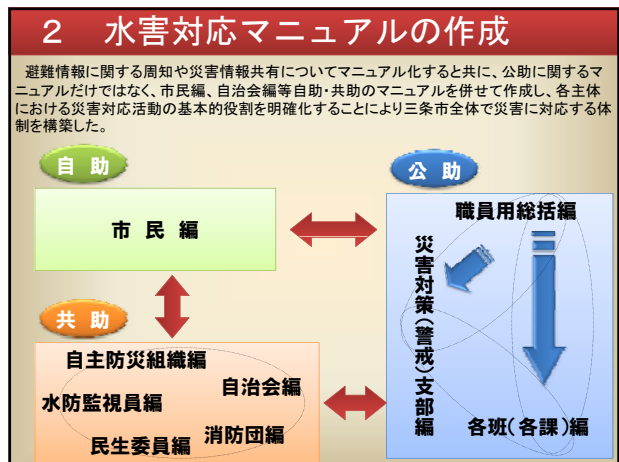 2 水害対応マニュアルの作成
避難情報に関する周知や災害情報共有についてマニュアル化すると共に、公助に関するマ
ニュアルだけではなく、市民編、自治会編等自助・共助のマニュアルを併せて作成し、各主体
における災害対応活動の基本的役割を明確化することにより三条市全体で災害に対応する体
制を構築した。
自 助
市 民 編
共 助
自主防災組織編
自治会編
水防監視員編
消防団編
民生委員編
公 助
職員用総括編
災害対策(警戒)支部編
各班(各課)編